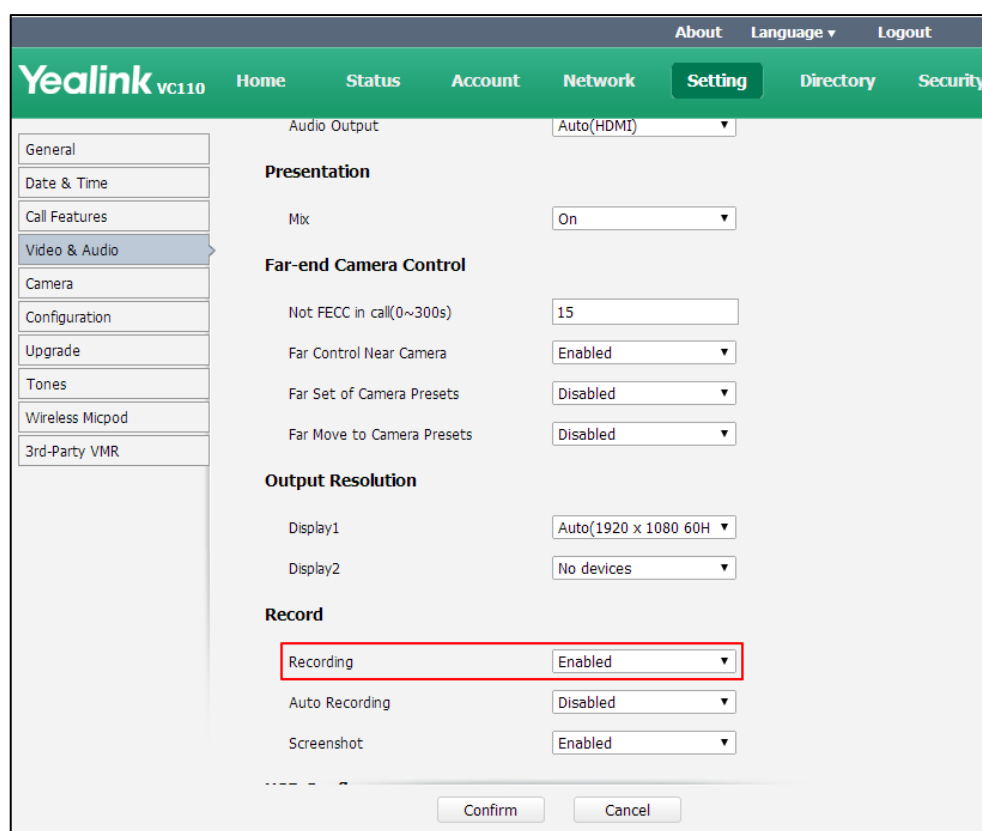 About Language ▾ Logout
Yealink VC110 Home Status Account Network Setting Directory Security
General
Date & Time
Call Features
Video & Audio
Camera
Configuration
Upgrade
Tones
Wireless Micpod
3rd-Party VMR
Audio Output Auto(HDMI)
Presentation
Mix On
Far-end Camera Control
Not FECC in call(0~300s) 15
Far Control Near Camera Enabled
Far Set of Camera Presets Disabled
Far Move to Camera Presets Disabled
Output Resolution
Display1 Auto(1920 x 1080 60H
Display2 No devices
Record
Recording Enabled
Auto Recording Disabled
Screenshot Enabled
Confirm Cancel